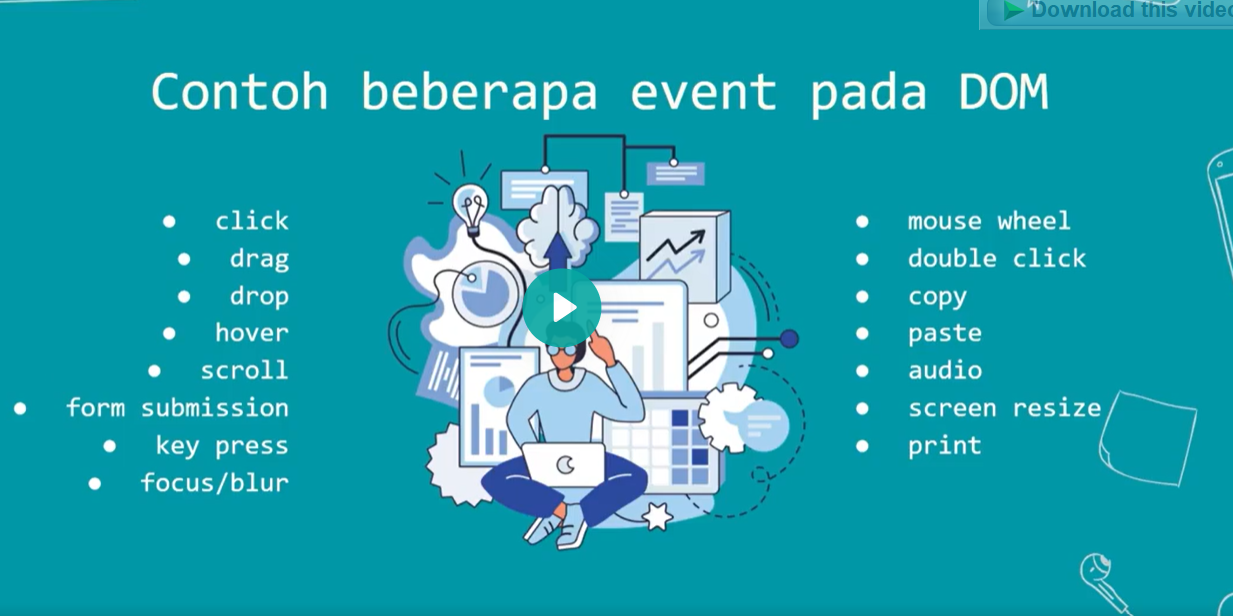 Download this video
Contoh beberapa event pada DOM
• click
• drag
• drop
• hover
• scroll
• form submission
• key press
• focus/blur
• mouse wheel
• double click
• copy
• paste
• audio
• screen resize
• print